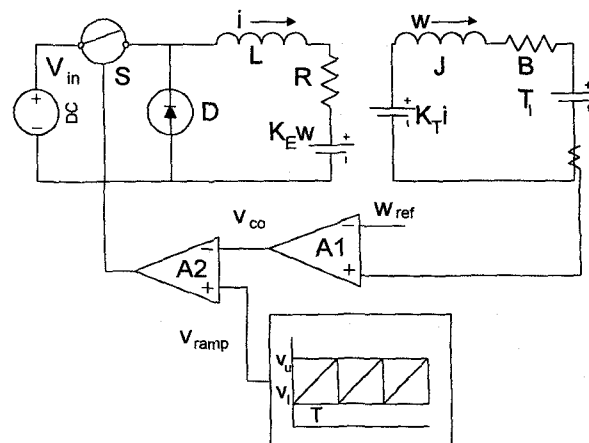 i
w
V_in
S
L
J
B
R
T_l
DC
D
K_E w
K_T i
v_co
w_ref
A1
A2
v_ramp
v_u
v_l
T